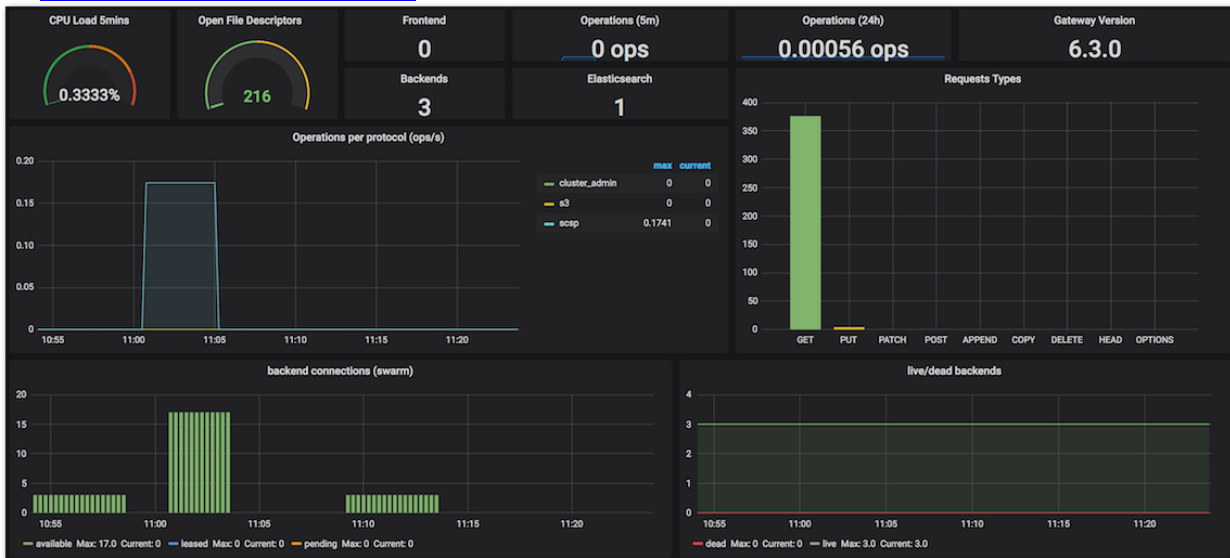 CPU Load 5mins
0.3333%
Open File Descriptors
216
Frontend
0
Backends
3
Operations (5m)
0 ops
Elasticsearch
1
Operations (24h)
0.00056 ops
Gateway Version
6.3.0
Operations per protocol (ops/s)
0.20
0.15
0.10
0.05
0
10:55 11:00 11:05 11:10 11:15 11:20
max current
cluster_admin 0 0
s3 0 0
scsp 0.1741 0
Requests Types
400
350
300
250
200
150
100
50
0
GET PUT PATCH POST APPEND COPY DELETE HEAD OPTIONS
backend connections (swarm)
20
15
10
5
0
10:55 11:00 11:05 11:10 11:15 11:20
available Max: 17.0 Current: 0 leased Max: 0 Current: 0 pending Max: 0 Current: 0
live/dead backends
4
3
2
1
0
10:55 11:00 11:05 11:10 11:15 11:20
dead Max: 0 Current: 0 live Max: 3.0 Current: 3.0